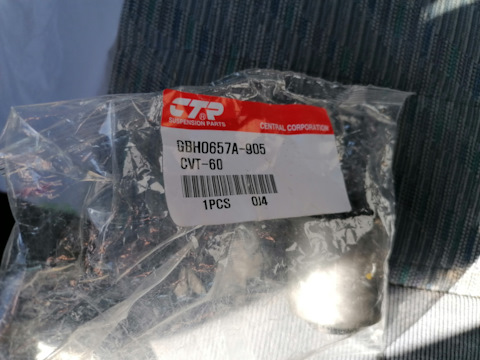 CTR
SUSPENSION PARTS
CENTRAL CORPORATION
GBH0657A-905
CVT-60
1PCS 0J4